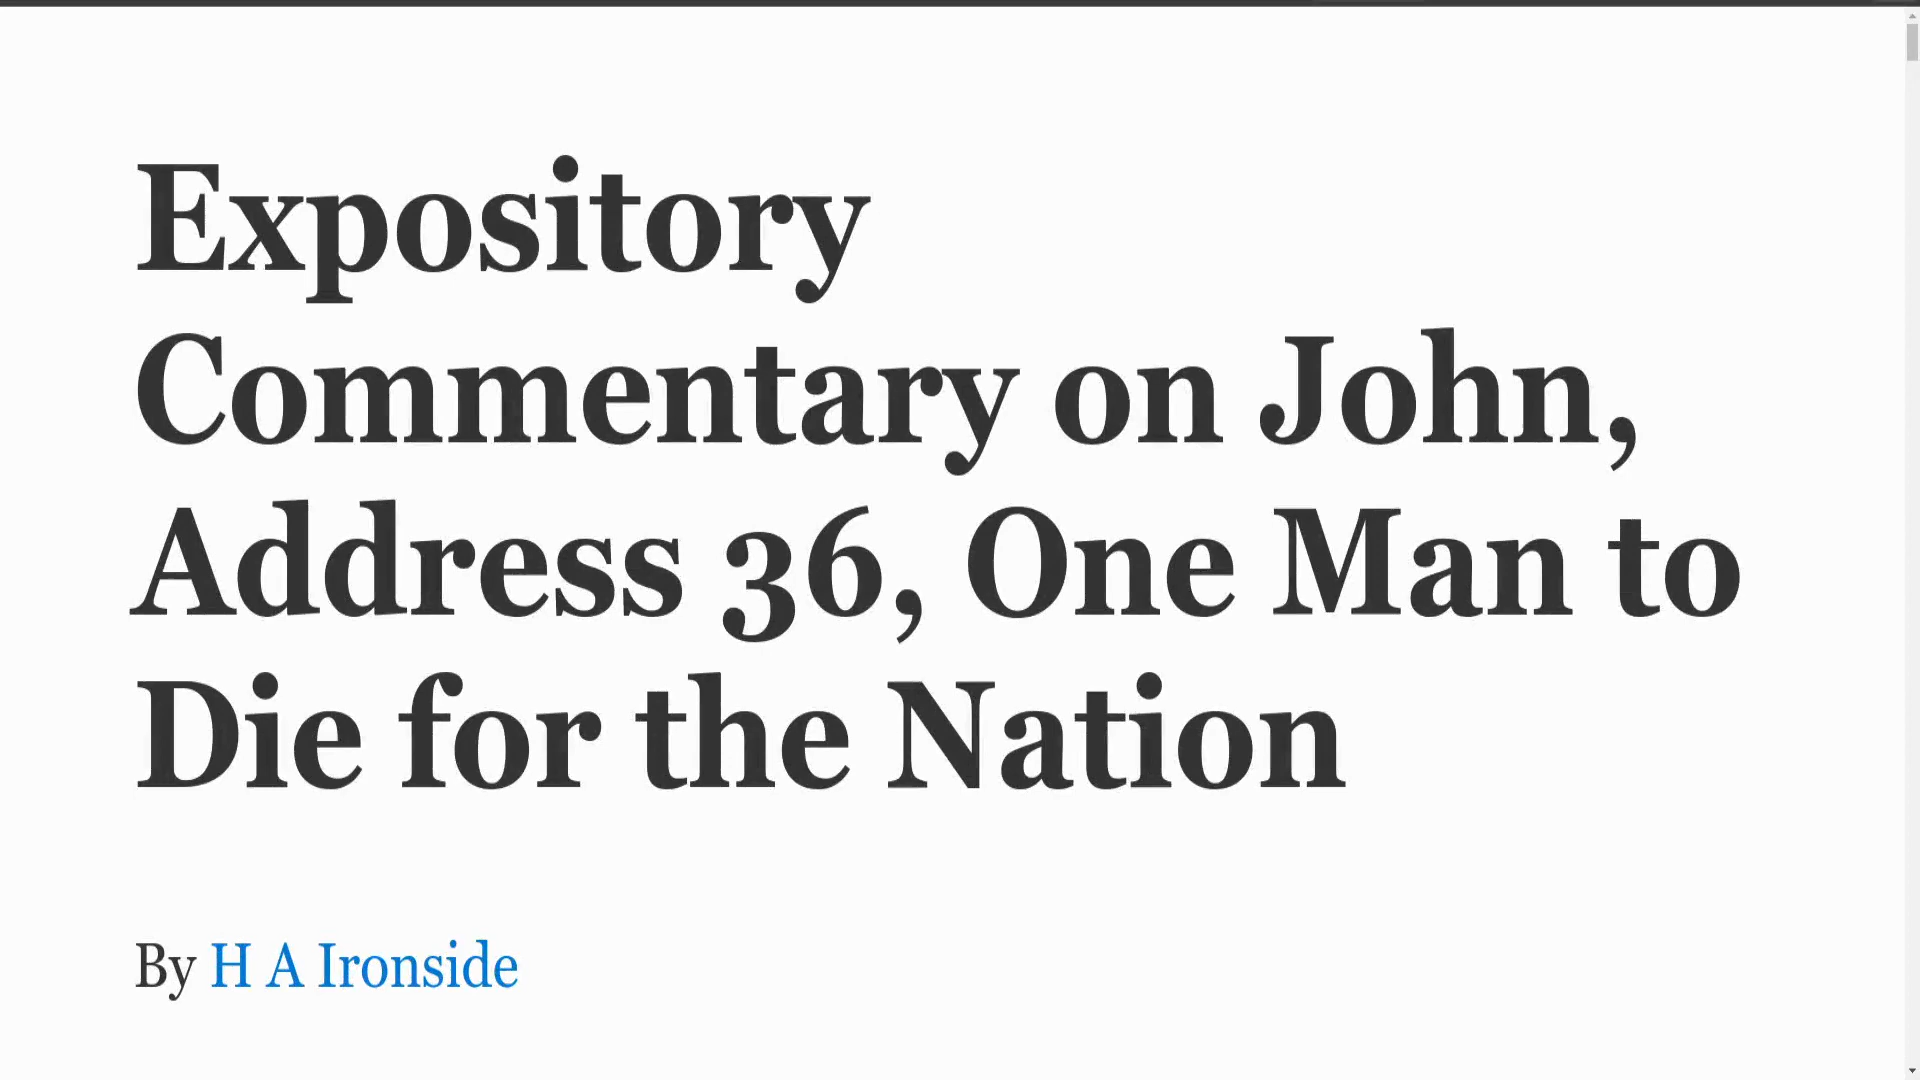 Expository
Commentary on John,
Address 36, One Man to
Die for the Nation
By H A Ironside